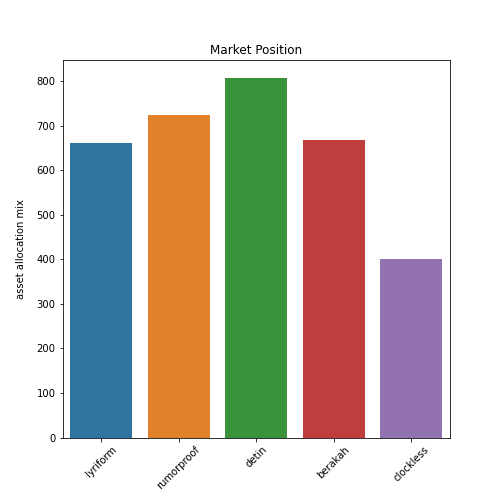 Market Position
asset allocation mix
800
700
600
500
400
300
200
100
0
lyriform
rumorproof
detin
berakah
clockless